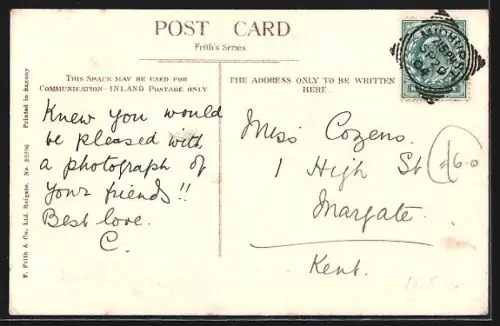 POST CARD
Frith's Series
THIS SPACE MAY BE USED FOR
COMMUNICATION—INLAND POSTAGE ONLY
THE ADDRESS ONLY TO BE WRITTEN
HERE.
Knew you would
be pleased with
a photograph of
your friends!!
Best love.
C.
Miss Cozens.
1 High St
Margate.
Kent.
F. Frith & Co., Ltd. Reigate. No.
Printed in Saxony
MIDHURST